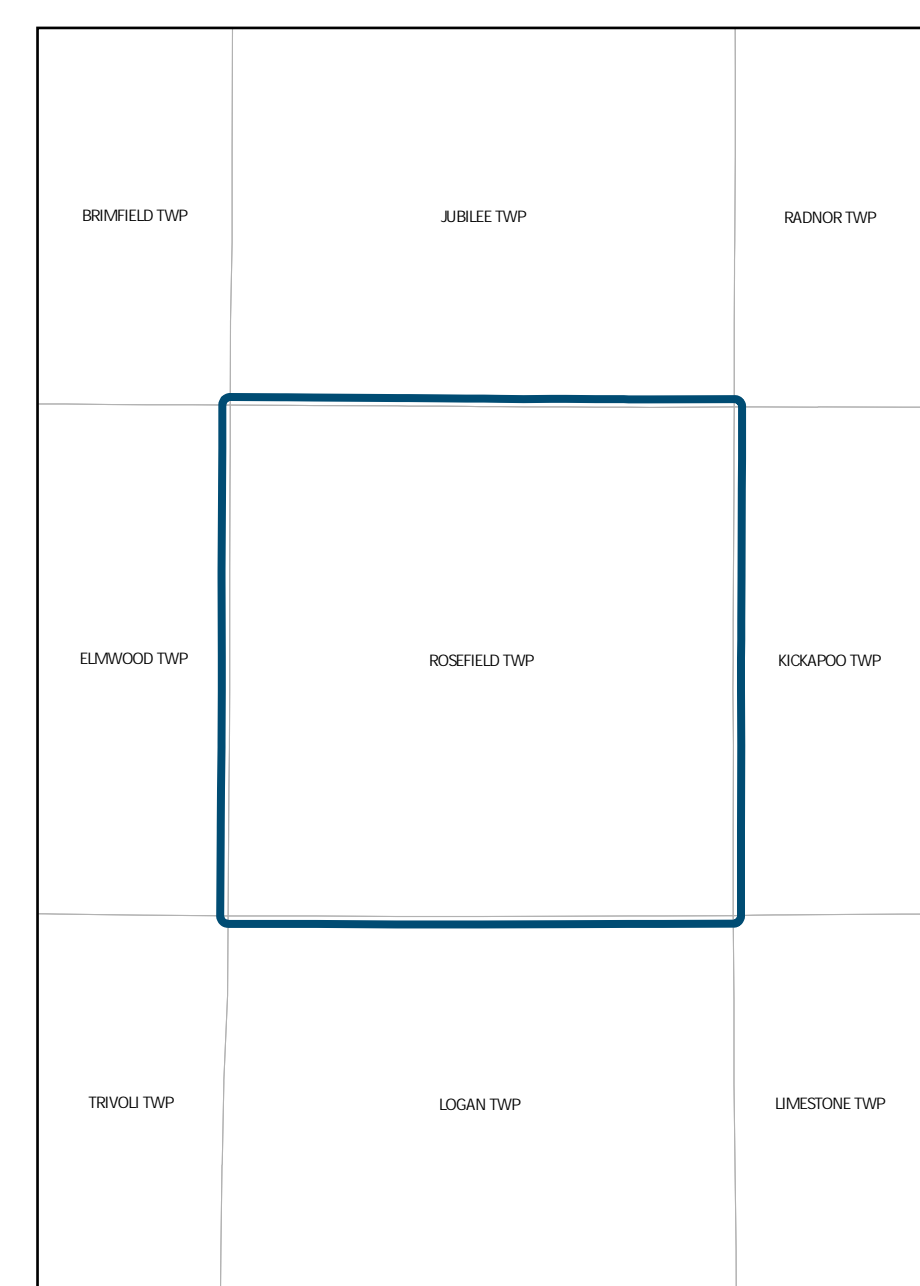 BRIMFIELD TWP
JUBILEE TWP
RADNOR TWP
ELMWOOD TWP
ROSEFIELD TWP
KICKAPOO TWP
TRIVOLI TWP
LOGAN TWP
LIMESTONE TWP